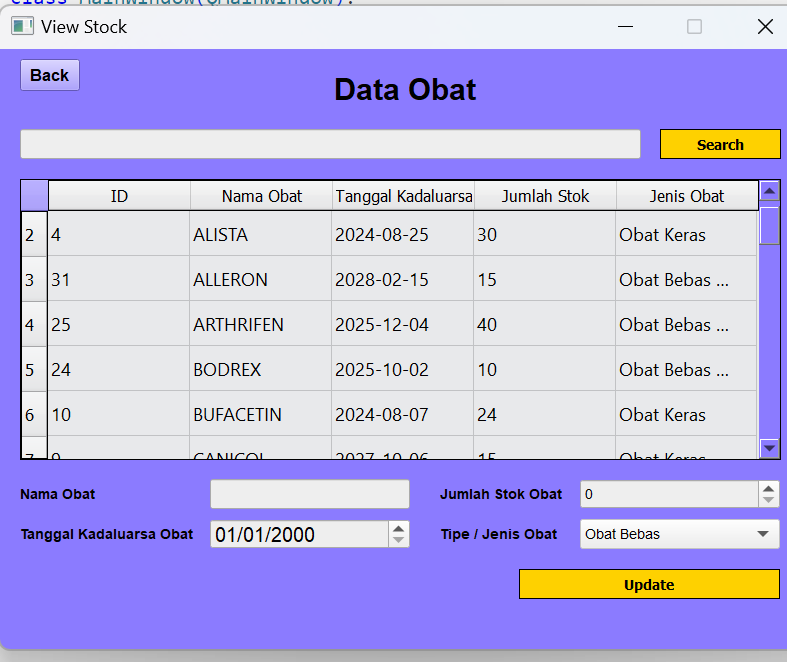 class MainWindow(QMainWindow):
View Stock
Back
Data Obat
Search
ID Nama Obat Tanggal Kadaluarsa Jumlah Stok Jenis Obat
2 4 ALISTA 2024-08-25 30 Obat Keras
3 31 ALLERON 2028-02-15 15 Obat Bebas ...
4 25 ARTHRIFEN 2025-12-04 40 Obat Bebas ...
5 24 BODREX 2025-10-02 10 Obat Bebas ...
6 10 BUFACETIN 2024-08-07 24 Obat Keras
7 9 2027-10-06 15 Obat Keras
Nama Obat Jumlah Stok Obat 0
Tanggal Kadaluarsa Obat 01/01/2000 Tipe / Jenis Obat Obat Bebas
Update